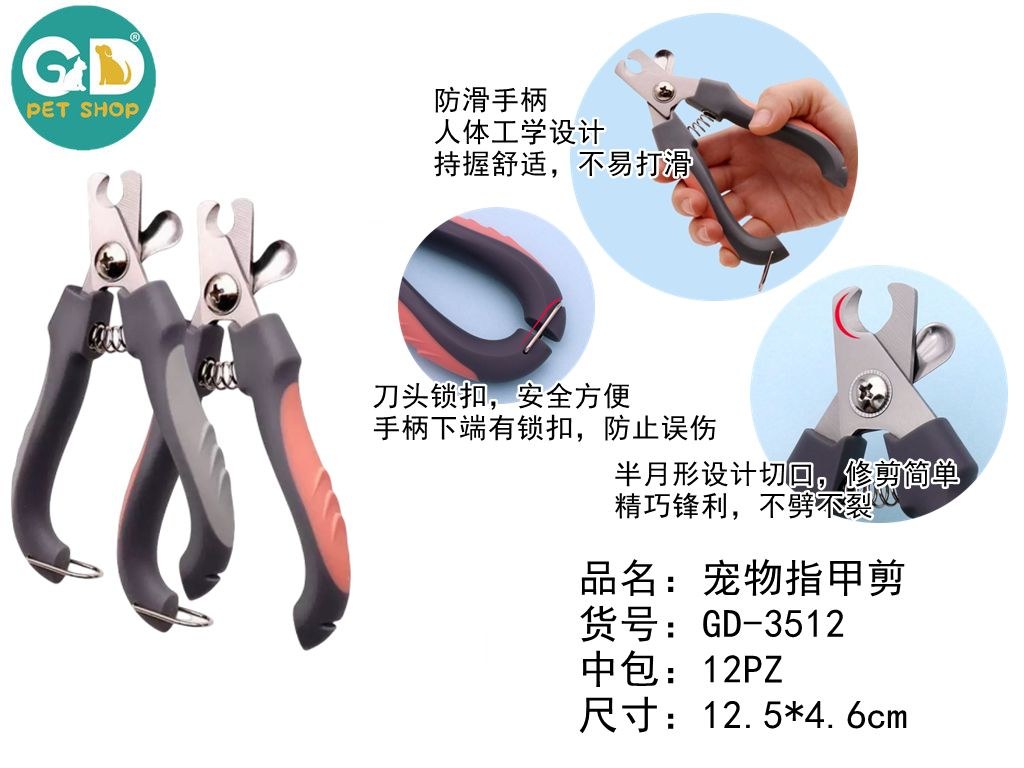 GD®
PET SHOP
防滑手柄
人体工学设计
持握舒适，不易打滑
刀头锁扣，安全方便
手柄下端有锁扣，防止误伤
半月形设计切口，修剪简单
精巧锋利，不劈不裂
品名：宠物指甲剪
货号：GD-3512
中包：12PZ
尺寸：12.5*4.6cm